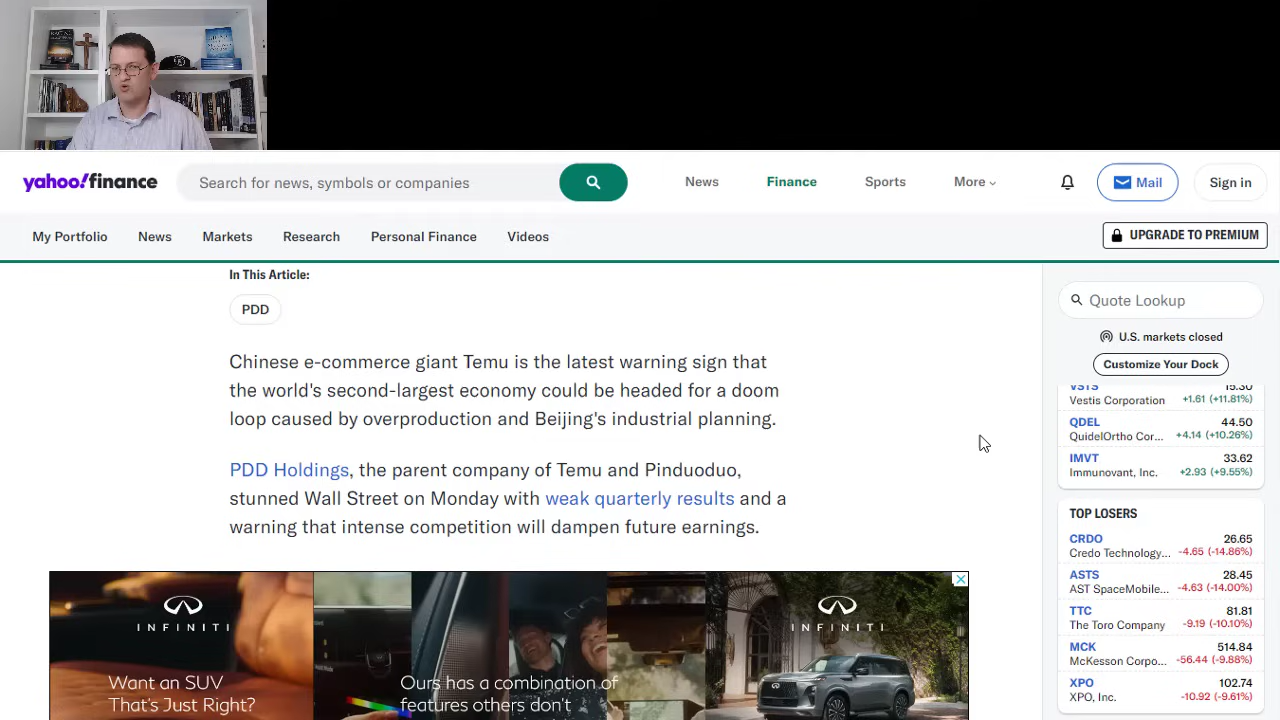 yahoo!finance
Search for news, symbols or companies
News
Finance
Sports
More
Mail
Sign in
My Portfolio
News
Markets
Research
Personal Finance
Videos
UPGRADE TO PREMIUM
In This Article:
PDD
Chinese e-commerce giant Temu is the latest warning sign that
the world's second-largest economy could be headed for a doom
loop caused by overproduction and Beijing's industrial planning.
PDD Holdings, the parent company of Temu and Pinduoduo,
stunned Wall Street on Monday with weak quarterly results and a
warning that intense competition will dampen future earnings.
INFINITI
Want an SUV
That's Just Right?
Ours has a combination of
features others don't
INFINITI
Quote Lookup
U.S. markets closed
Customize Your Dock
VSTS 15.30
Vestis Corporation +1.61 (+11.81%)
QDEL 44.50
QuidelOrtho Cor... +4.14 (+10.26%)
IMVT 33.62
Immunovant, Inc. +2.93 (+9.55%)
TOP LOSERS
CRDO 26.65
Credo Technology... -4.65 (-14.86%)
ASTS 28.45
AST SpaceMobile... -4.63 (-14.00%)
TTC 81.81
The Toro Company -9.19 (-10.10%)
MCK 514.84
McKesson Corpo... -56.44 (-9.88%)
XPO 102.74
XPO, Inc. -10.92 (-9.61%)